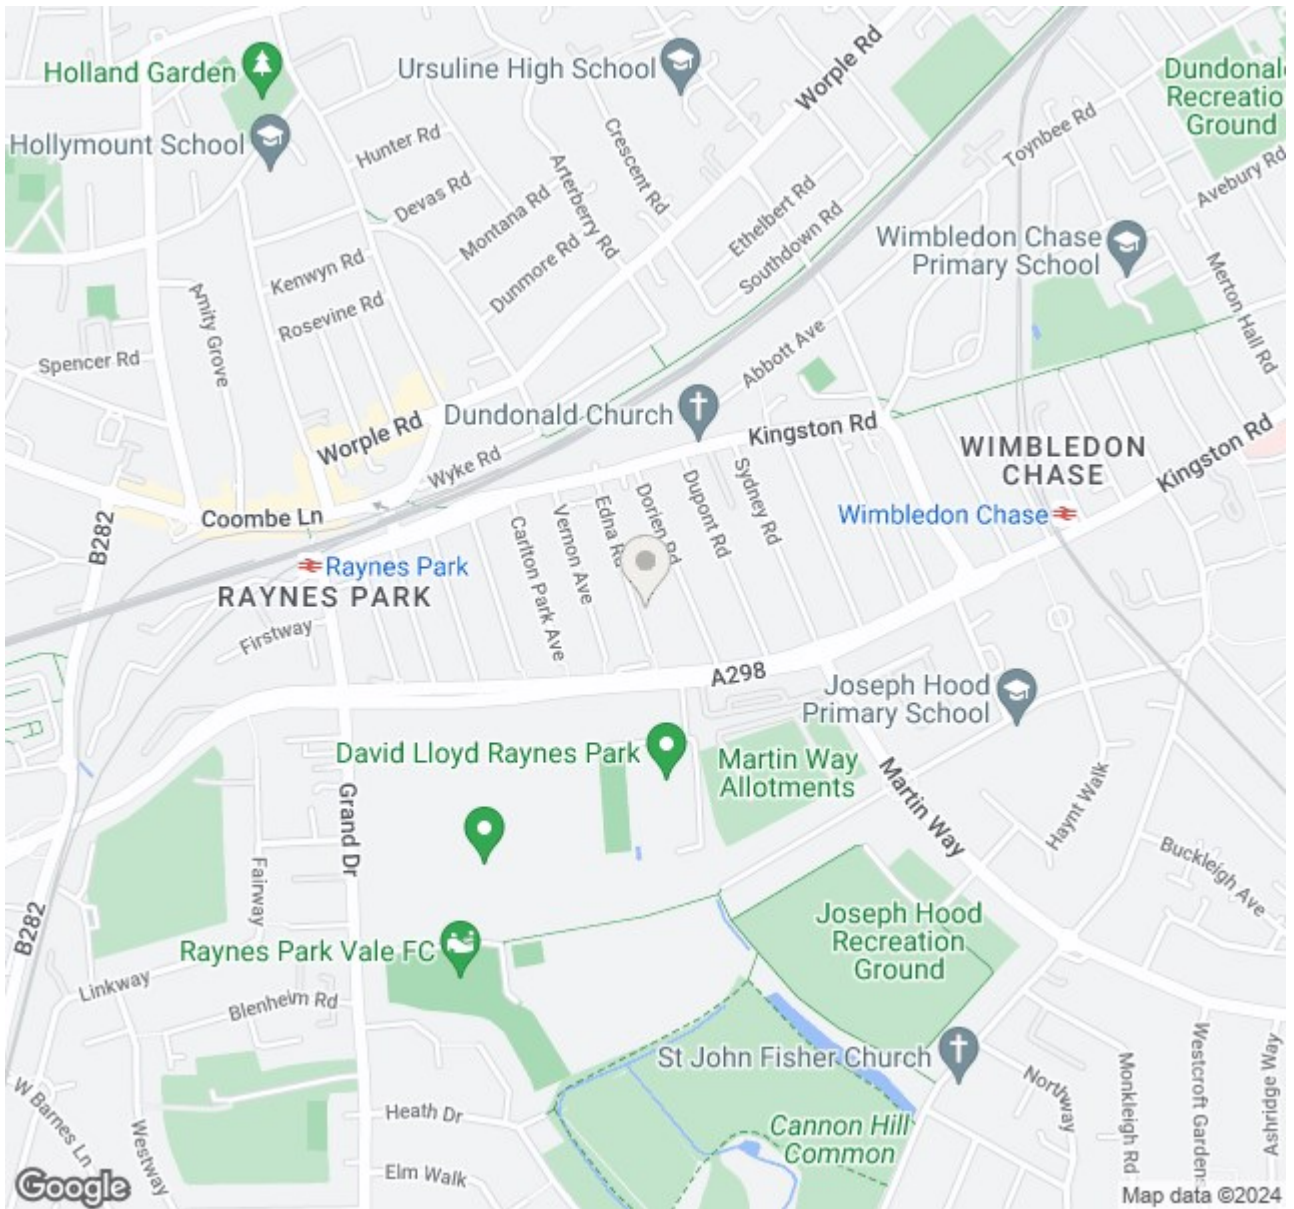 Holland Garden
Ursuline High School
Worple Rd
Dundonal
Recreatio
Ground
Hollymount School
Hunter Rd
Crescent Rd
Toynbee Rd
Avebury Rd
Devas Rd
Montana Rd
Arterberry Rd
Ethelbert Rd
Southdown Rd
Wimbledon Chase
Primary School
Kenwyn Rd
Dunmore Rd
Merton Hall Rd
Amity Grove
Rosevine Rd
Spencer Rd
Abbott Ave
Dundonald Church
Worple Rd
Kingston Rd
WIMBLEDON
CHASE
Kingston Rd
Wyke Rd
Coombe Ln
B282
Carlton Park Ave
Vernon Ave
Edna Rd
Dorien Rd
Dupont Rd
Sydney Rd
Wimbledon Chase
Raynes Park
RAYNES PARK
Firstway
A298
Joseph Hood
Primary School
David Lloyd Raynes Park
Martin Way
Allotments
Grand Dr
Martin Way
Haynt Walk
Buckleigh Ave
Fairway
B282
Raynes Park Vale FC
Joseph Hood
Recreation
Ground
Linkway
Blenheim Rd
St John Fisher Church
Northway
Monkleigh Rd
Westcroft Gardens
Ashridge Way
W Barnes Ln
Westway
Heath Dr
Cannon Hill
Common
Elm Walk
Google
Map data ©2024